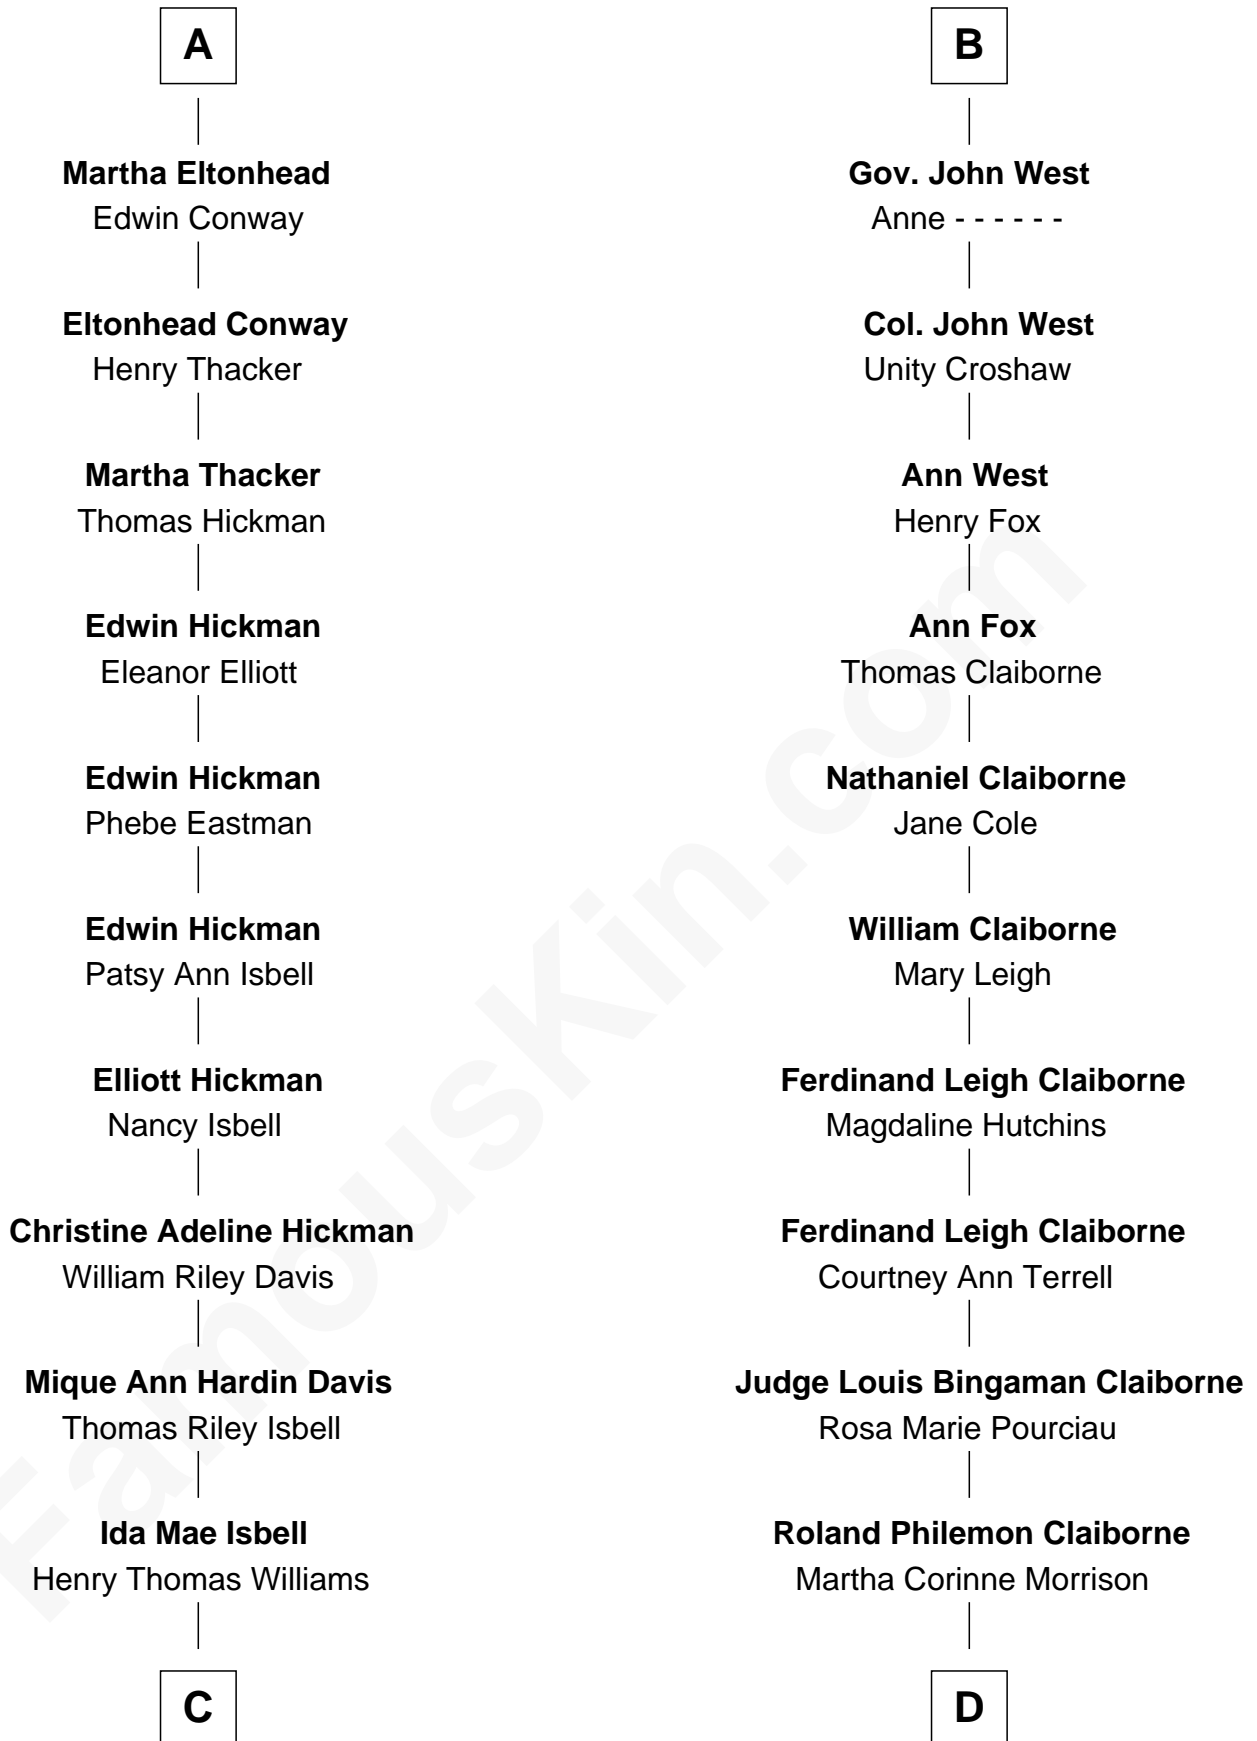 A
Martha Eltonhead
Edwin Conway
Eltonhead Conway
Henry Thacker
Martha Thacker
Thomas Hickman
Edwin Hickman
Eleanor Elliott
Edwin Hickman
Phebe Eastman
Edwin Hickman
Patsy Ann Isbell
Elliott Hickman
Nancy Isbell
Christine Adeline Hickman
William Riley Davis
Mique Ann Hardin Davis
Thomas Riley Isbell
Ida Mae Isbell
Henry Thomas Williams
C
B
Gov. John West
Anne - - - - - -
Col. John West
Unity Croshaw
Ann West
Henry Fox
Ann Fox
Thomas Claiborne
Nathaniel Claiborne
Jane Cole
William Claiborne
Mary Leigh
Ferdinand Leigh Claiborne
Magdaline Hutchins
Ferdinand Leigh Claiborne
Courtney Ann Terrell
Judge Louis Bingaman Claiborne
Rosa Marie Pourciau
Roland Philemon Claiborne
Martha Corinne Morrison
D
FamousKin.com